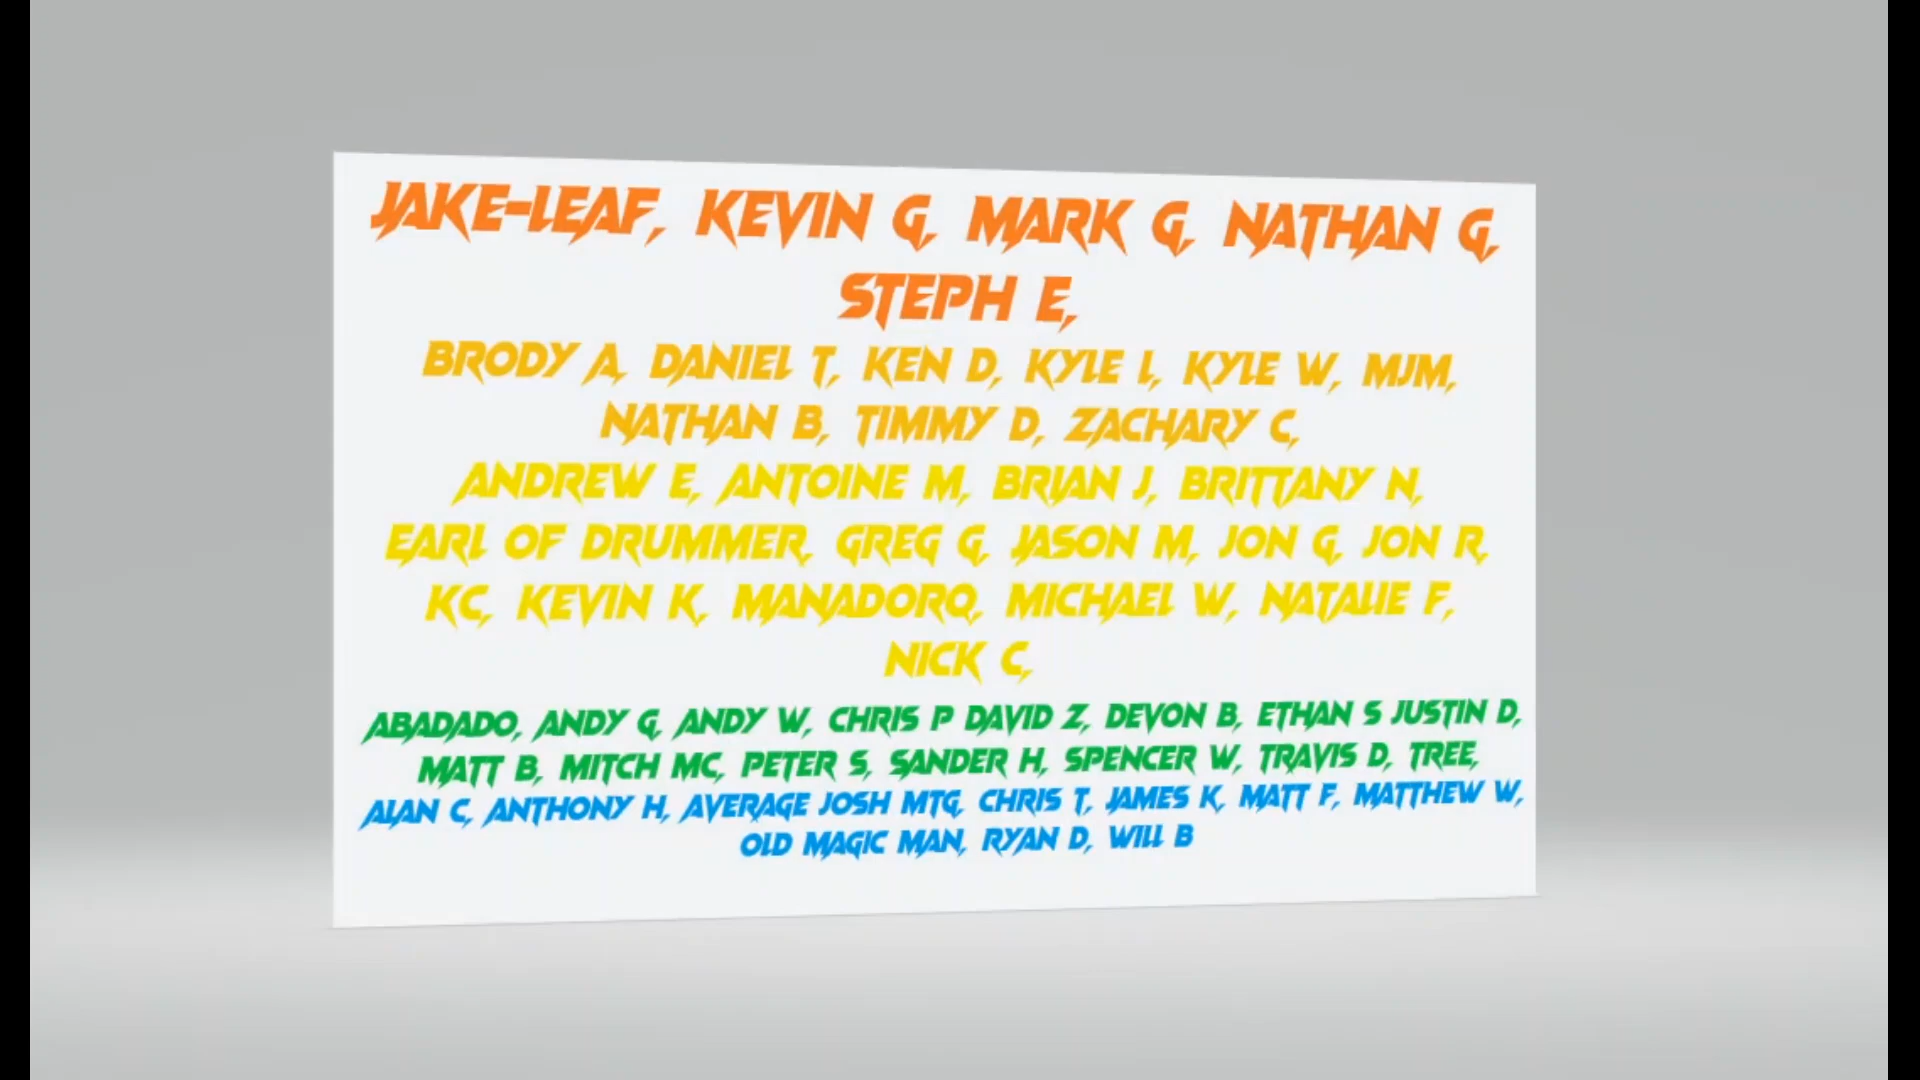 JAKE-LEAF, KEVIN G, MARK G, NATHAN G,
STEPH E,
BRODY A, DANIEL T, KEN D, KYLE L, KYLE W, MJM,
NATHAN B, TIMMY D, ZACHARY C,
ANDREW E, ANTOINE M, BRIAN J, BRITTANY N,
EARL OF DRUMMER, GREG G, JASON M, JON G, JON R,
KC, KEVIN K, MANADORQ, MICHAEL W, NATALIE F,
NICK C,
ABADADO, ANDY G, ANDY W, CHRIS P DAVID Z, DEVON B, ETHAN S JUSTIN D,
MATT B, MITCH MC, PETER S, SANDER H, SPENCER W, TRAVIS D, TREE,
ALAN C, ANTHONY H, AVERAGE JOSH MTG, CHRIS T, JAMES K, MATT F, MATTHEW W,
OLD MAGIC MAN, RYAN D, WILL B